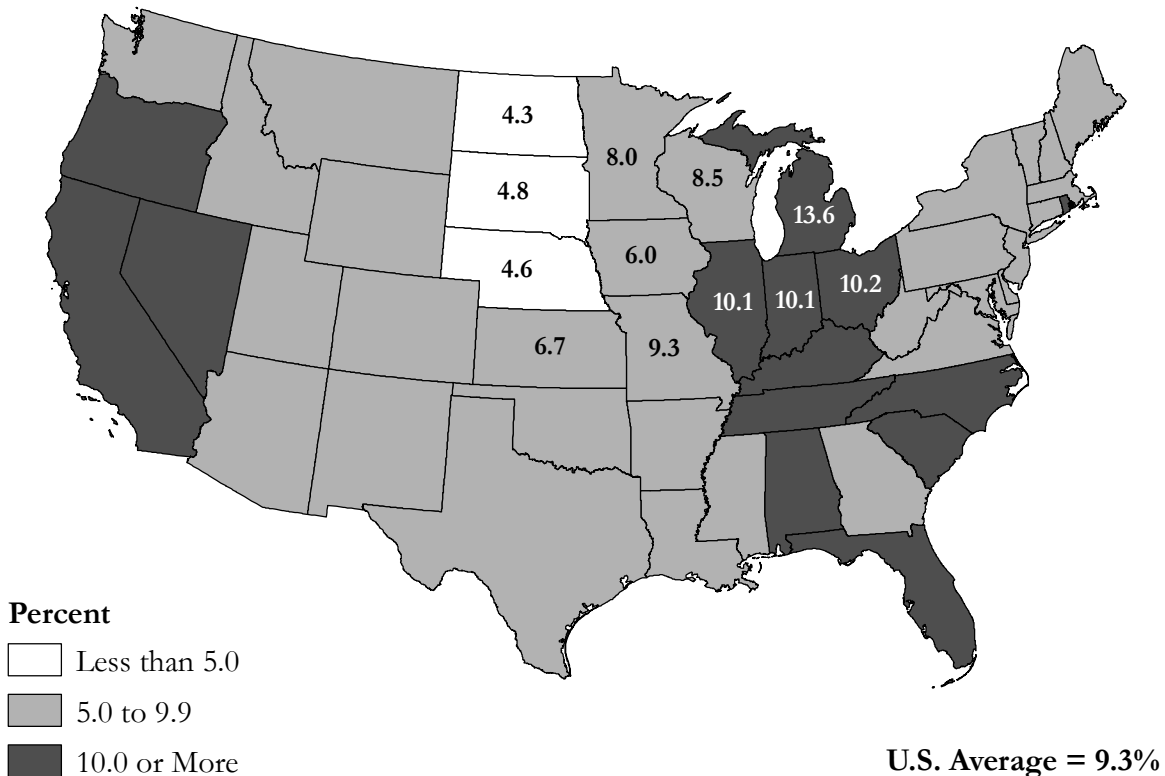 4.3
8.0
4.8
8.5
13.6
4.6
6.0
10.1
10.1
10.2
6.7
9.3
Percent
Less than 5.0
5.0 to 9.9
10.0 or More
U.S. Average = 9.3%